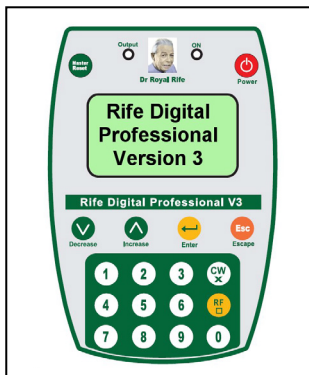 Output
ON
Master
Reset
Dr Royal Rife
Power
Rife Digital
Professional
Version 3
Rife Digital Professional V3
Esc
Decrease
Increase
Enter
Escape
1 2 3 CW
X
4 5 6 RF
7 8 9 0